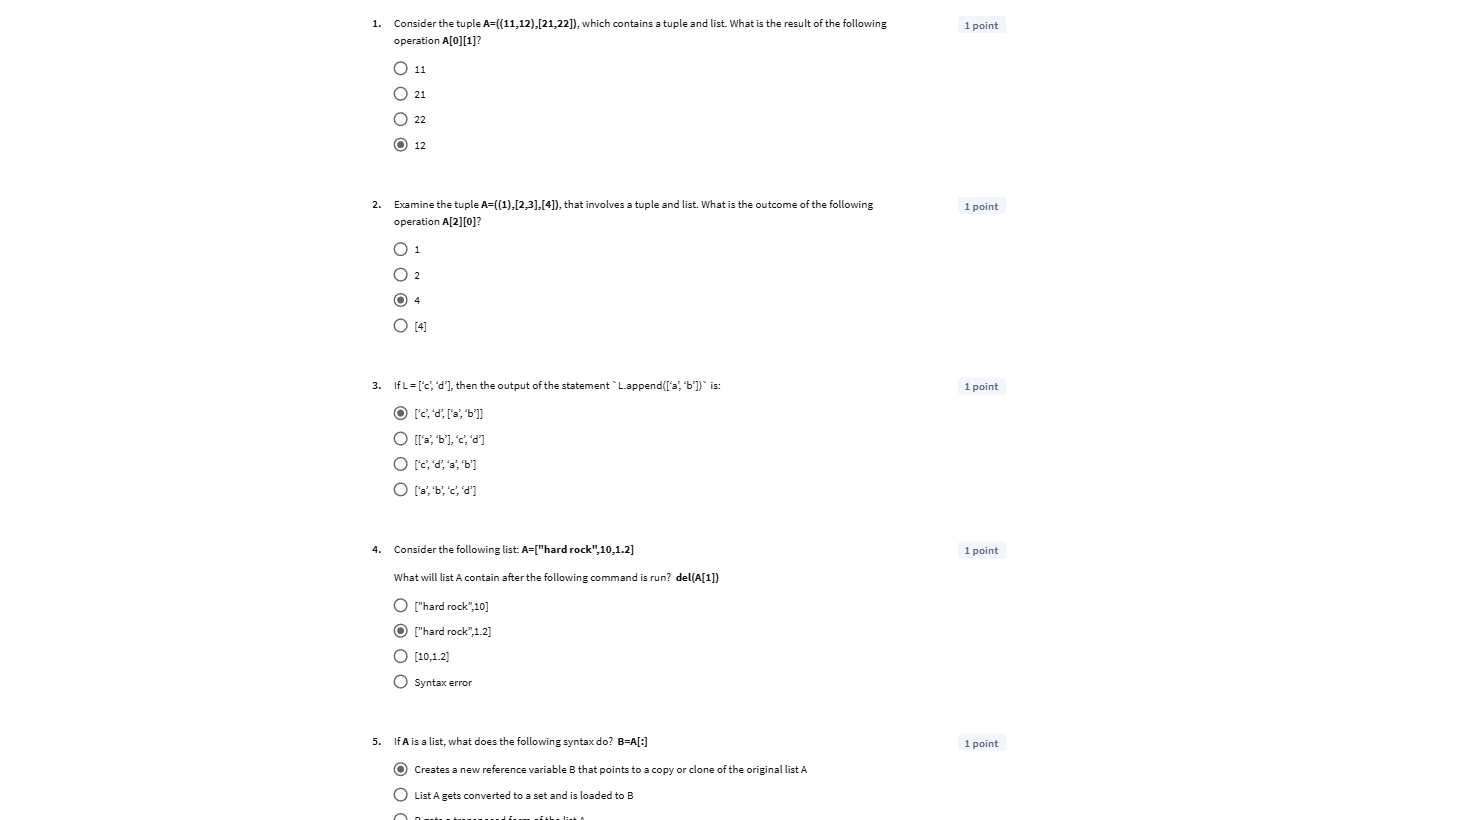 1. Consider the tuple A=((11,12),[21,22]), which contains a tuple and list. What is the result of the following
operation A[0][1]?
1 point
11
21
22
12
2. Examine the tuple A=((1),[2,3],[4]), that involves a tuple and list. What is the outcome of the following
operation A[2][0]?
1 point
1
2
4
[4]
3. If L = [‘c’, ‘d’], then the output of the statement `L.append([‘a’, ‘b’])` is:
1 point
[‘c’, ‘d’, [‘a’, ‘b’]]
[[‘a’, ‘b’], ‘c’, ‘d’]
[‘c’, ‘d’, ‘a’, ‘b’]
[‘a’, ‘b’, ‘c’, ‘d’]
4. Consider the following list: A=["hard rock",10,1.2]
1 point
What will list A contain after the following command is run? del(A[1])
["hard rock",10]
["hard rock",1.2]
[10,1.2]
Syntax error
5. If A is a list, what does the following syntax do? B=A[:]
1 point
Creates a new reference variable B that points to a copy or clone of the original list A
List A gets converted to a set and is loaded to B
B gets a transposed form of the list A